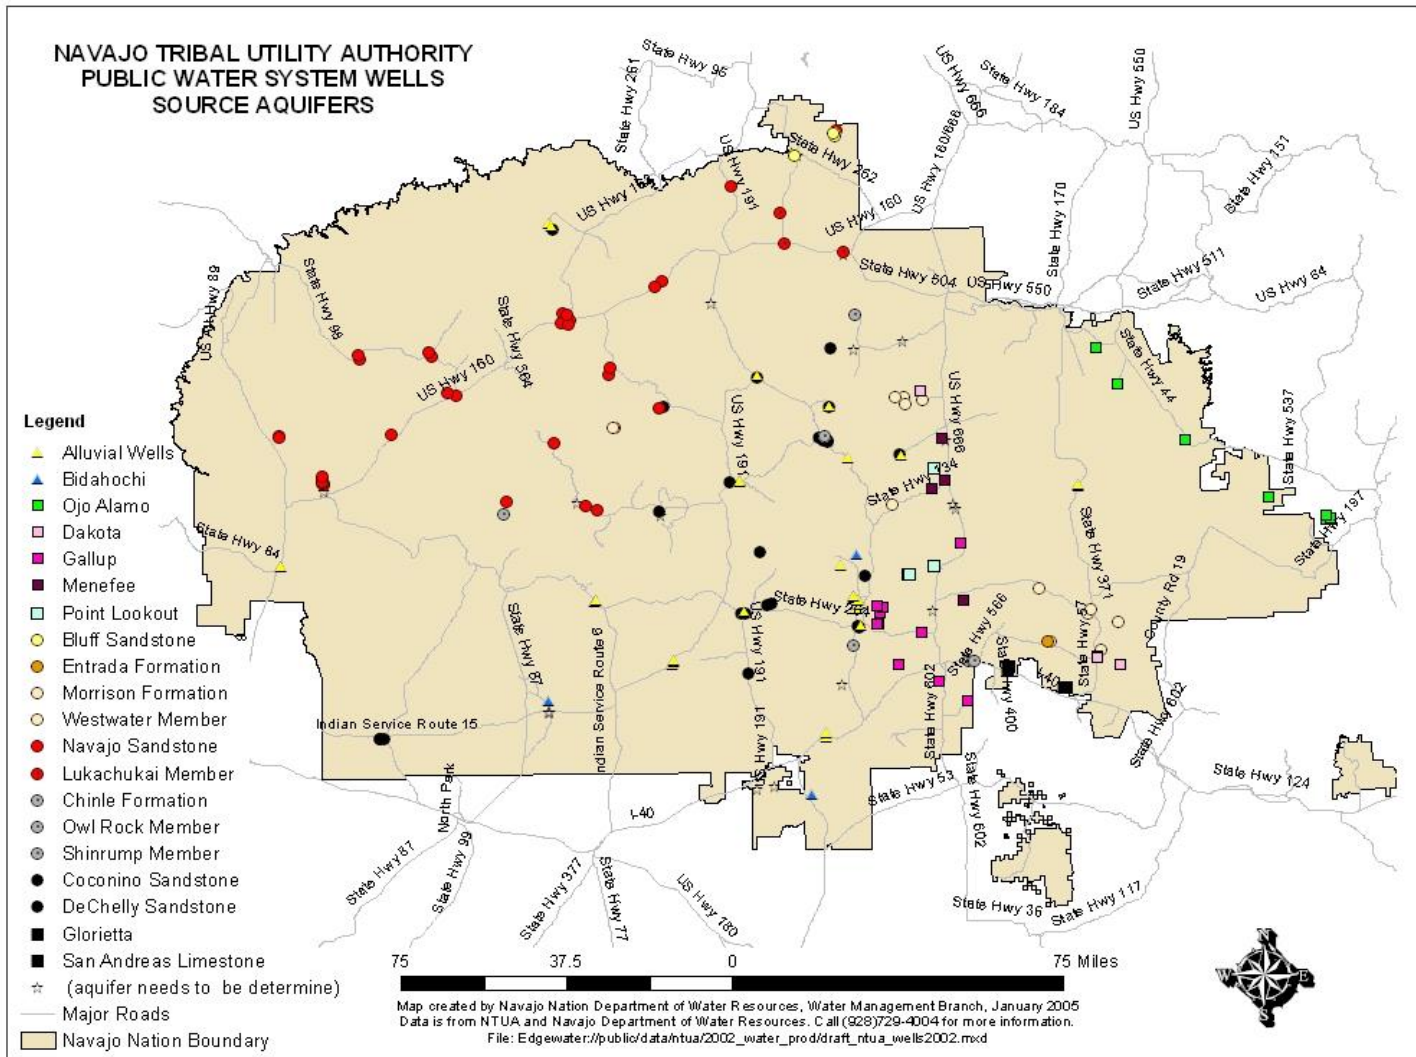 NAVAJO TRIBAL UTILITY AUTHORITY
PUBLIC WATER SYSTEM WELLS
SOURCE AQUIFERS
State Hwy 95
State Hwy 261
US Hwy 666
State Hwy 184
US Hwy 550
US Hwy 163
US Hwy 191
State Hwy 262
US Hwy 160
US Hwy 160/666
State Hwy 151
State Hwy 170
State Hwy 504
US Hwy 550
State Hwy 511
US Hwy 64
US Alt Hwy 89
State Hwy 98
State Hwy 564
US Hwy 160
US Hwy 191
US Hwy 666
State Hwy 44
State Hwy 537
State Hwy 134
State Hwy 197
State Hwy 64
State Hwy 264
State Hwy 371
County Rd 19
State Hwy 87
Indian Service Route 6
US Hwy 191
State Hwy 566
State Hwy 57
I-40
State Hwy 400
State Hwy 602
State Hwy 602
Indian Service Route 15
US Hwy 191
State Hwy 53
State Hwy 602
State Hwy 124
North Park
I-40
State Hwy 87
State Hwy 99
State Hwy 377
State Hwy 77
US Hwy 180
State Hwy 36
State Hwy 117
Legend
Alluvial Wells
Bidahochi
Ojo Alamo
Dakota
Gallup
Menefee
Point Lookout
Bluff Sandstone
Entrada Formation
Morrison Formation
Westwater Member
Navajo Sandstone
Lukachukai Member
Chinle Formation
Owl Rock Member
Shinrump Member
Coconino Sandstone
DeChelly Sandstone
Glorietta
San Andreas Limestone
(aquifer needs to be determine)
Major Roads
Navajo Nation Boundary
75 37.5 0 75 Miles
Map created by Navajo Nation Department of Water Resources, Water Management Branch, January 2005
Data is from NTUA and Navajo Department of Water Resources. Call (928)729-4004 for more information.
File: Edgewater://public/data/ntua/2002_water_prod/draft_ntua_wells2002.mxd
N
W
E
S